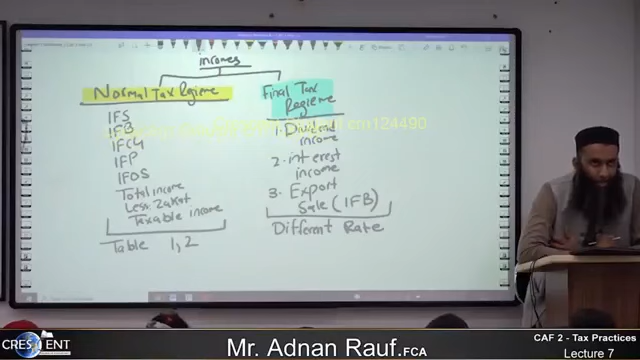 incomes
Normal Tax Regime
IFS
IFB
IFCG
IFP
IFOS
Total income
Less: Zakat
Taxable income
Table 1,2
Final Tax
Regieme
1. Dividend
income
2. interest
income
3. Export
Sale (IFB)
Different Rate
cm124490
CRESCENT
Mr. Adnan Rauf.FCA
CAF 2 - Tax Practices
Lecture 7